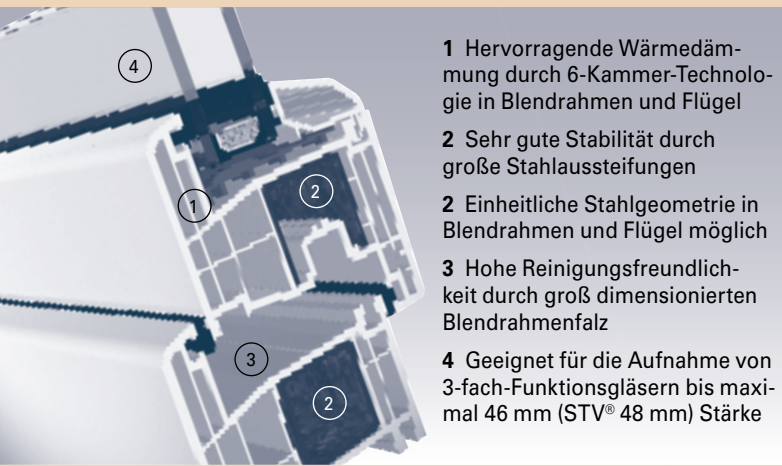 4
1
2
3
2
1 Hervorragende Wärmedäm-
mung durch 6-Kammer-Technolo-
gie in Blendrahmen und Flügel
2 Sehr gute Stabilität durch
große Stahlaussteifungen
2 Einheitliche Stahlgeometrie in
Blendrahmen und Flügel möglich
3 Hohe Reinigungsfreundlich-
keit durch groß dimensionierten
Blendrahmenfalz
4 Geeignet für die Aufnahme von
3-fach-Funktionsgläsern bis maxi-
mal 46 mm (STV® 48 mm) Stärke